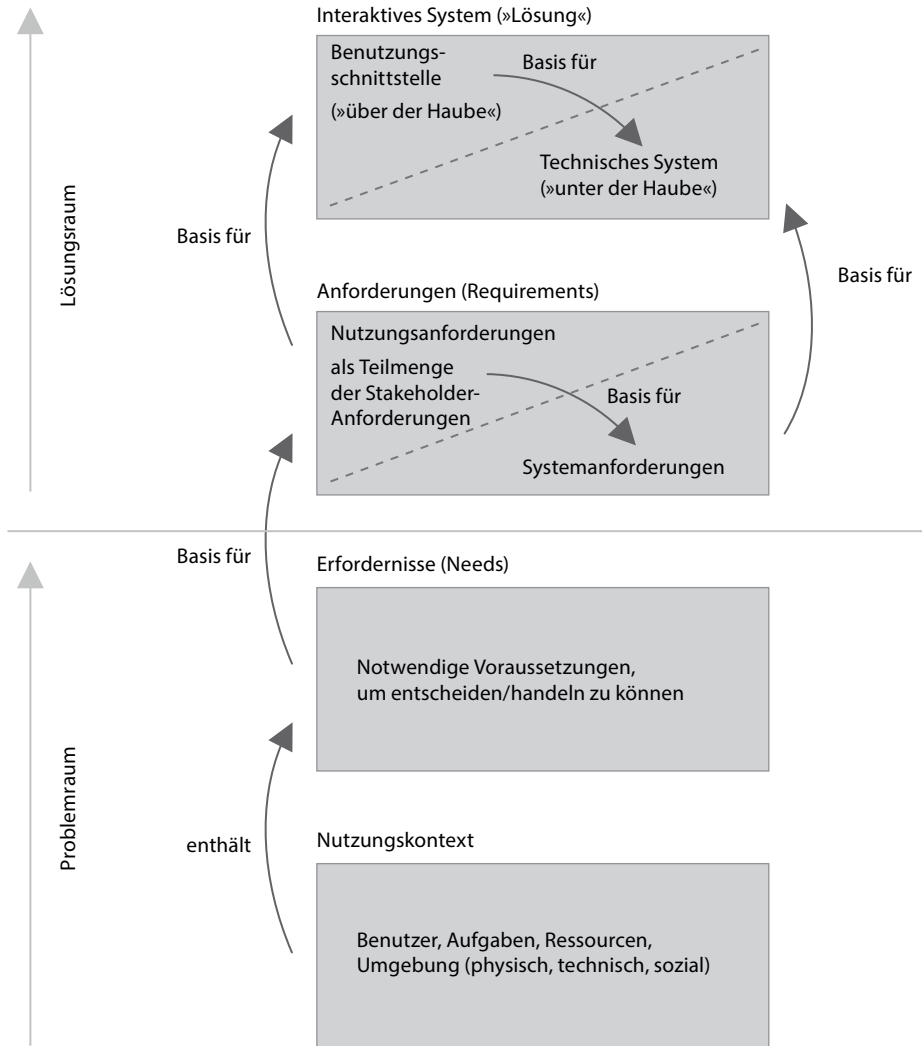 Interaktives System (»Lösung«)
Benutzungs-
schnittstelle
(»über der Haube«)
Basis für
Technisches System
(»unter der Haube«)
Lösungsraum
Basis für
Basis für
Anforderungen (Requirements)
Nutzungsanforderungen
als Teilmenge
der Stakeholder-
Anforderungen
Basis für
Systemanforderungen
Basis für
Erfordernisse (Needs)
Notwendige Voraussetzungen,
um entscheiden/handeln zu können
Problemraum
enthält
Nutzungskontext
Benutzer, Aufgaben, Ressourcen,
Umgebung (physisch, technisch, sozial)